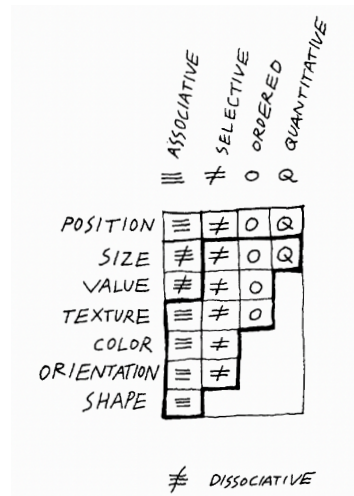 ASSOCIATIVE SELECTIVE ORDERED QUANTITATIVE
≡ ≠ O Q
POSITION ≡ ≠ O Q
SIZE ≢ ≠ O Q
VALUE ≢ ≠ O
TEXTURE ≡ ≠ O
COLOR ≡ ≠
ORIENTATION ≡ ≠
SHAPE ≡
≢ DISSOCIATIVE